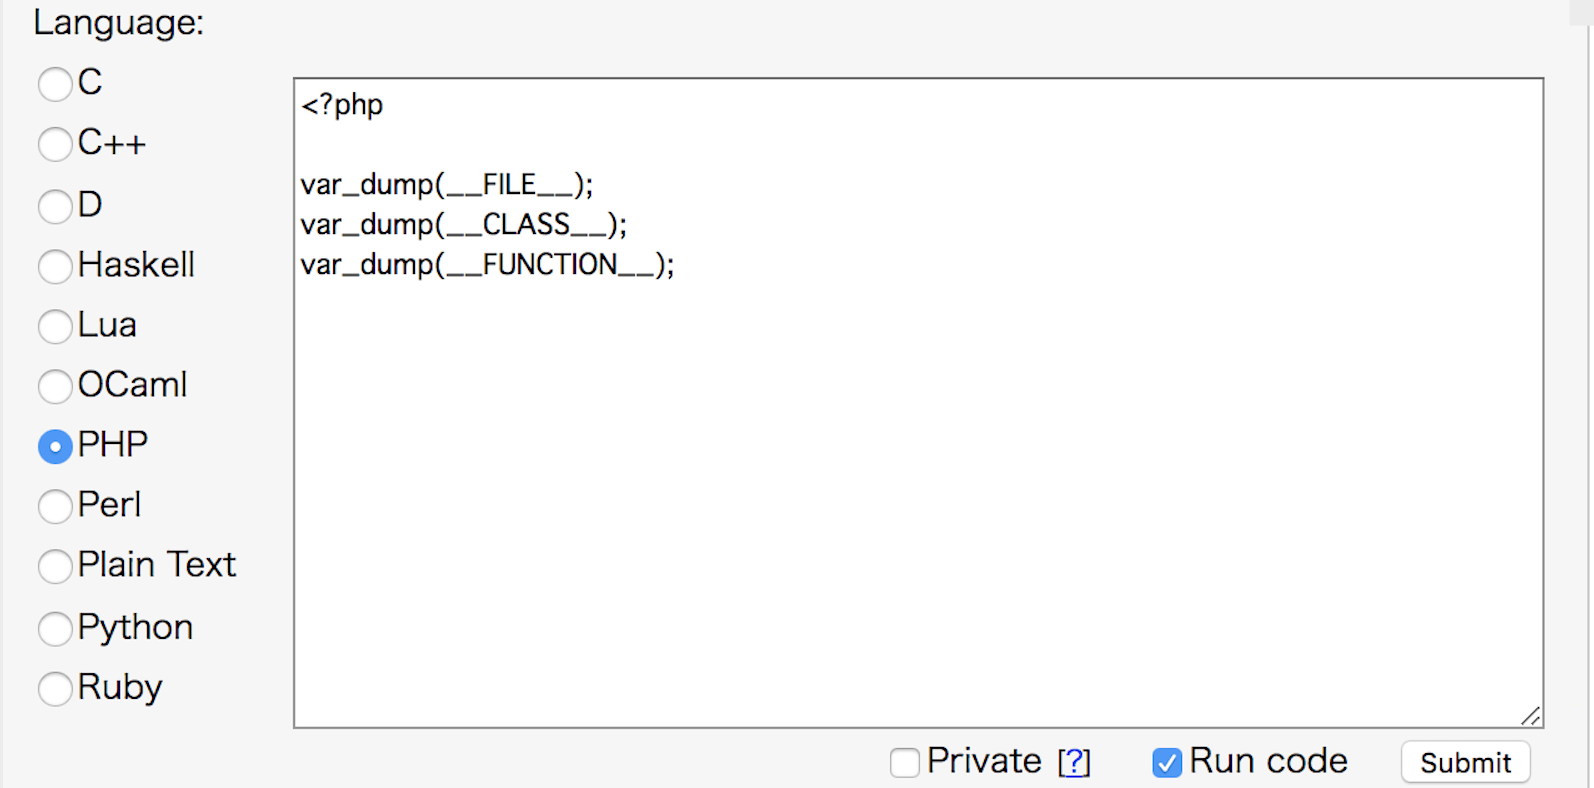 Language:
C
C++
D
Haskell
Lua
OCaml
PHP
Perl
Plain Text
Python
Ruby
<?php
var_dump(__FILE__);
var_dump(__CLASS__);
var_dump(__FUNCTION__);
Private [?]
Run code
Submit